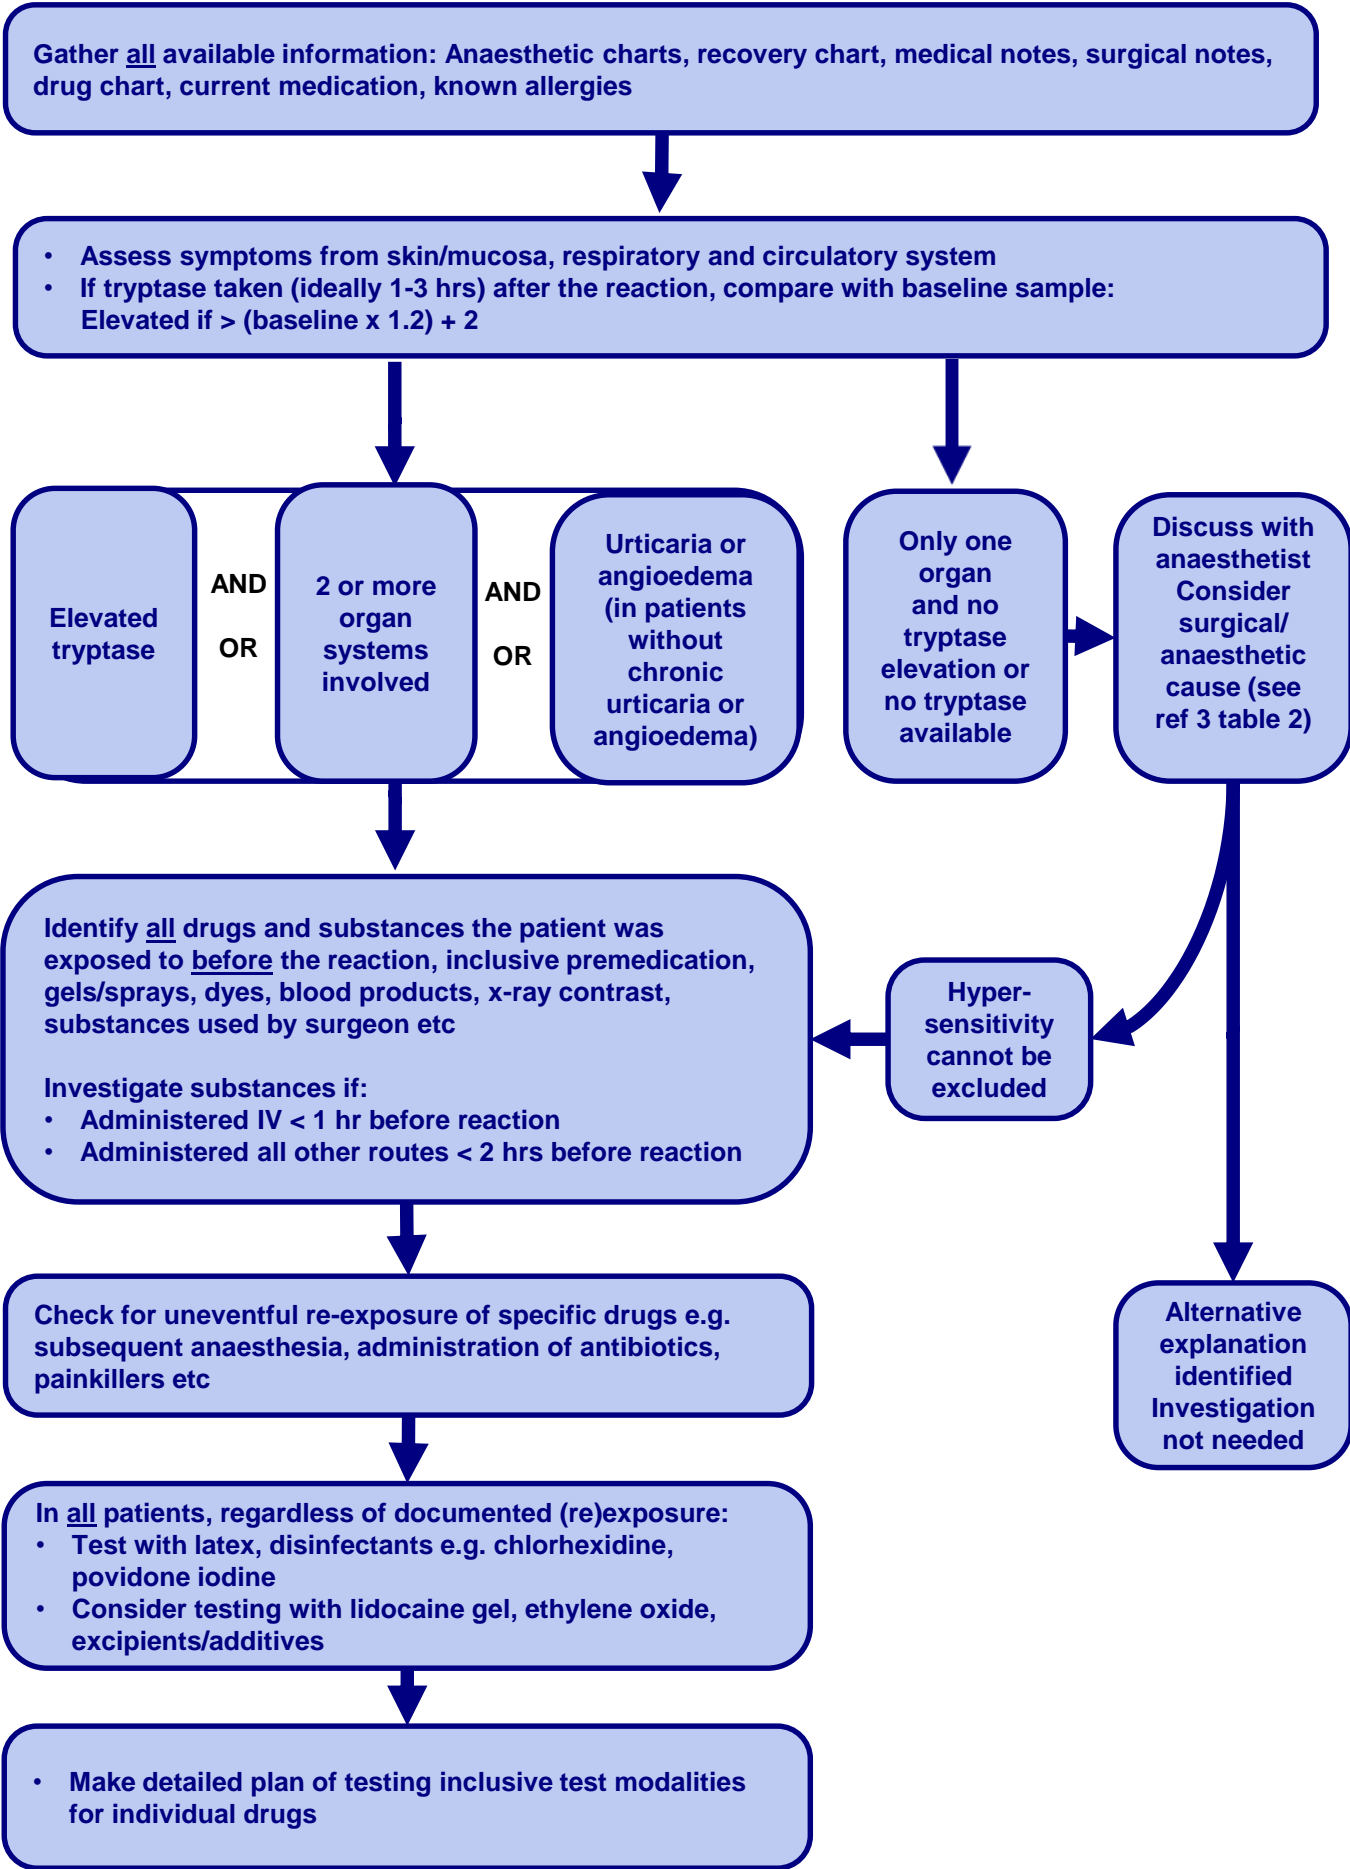 Gather all available information: Anaesthetic charts, recovery chart, medical notes, surgical notes,
drug chart, current medication, known allergies
• Assess symptoms from skin/mucosa, respiratory and circulatory system
• If tryptase taken (ideally 1-3 hrs) after the reaction, compare with baseline sample:
Elevated if > (baseline x 1.2) + 2
Elevated
tryptase
AND
OR
2 or more
organ
systems
involved
AND
OR
Urticaria or
angioedema
(in patients
without
chronic
urticaria or
angioedema)
Only one
organ
and no
tryptase
elevation or
no tryptase
available
Discuss with
anaesthetist
Consider
surgical/
anaesthetic
cause (see
ref 3 table 2)
Identify all drugs and substances the patient was
exposed to before the reaction, inclusive premedication,
gels/sprays, dyes, blood products, x-ray contrast,
substances used by surgeon etc
Investigate substances if:
• Administered IV < 1 hr before reaction
• Administered all other routes < 2 hrs before reaction
Hyper-
sensitivity
cannot be
excluded
Check for uneventful re-exposure of specific drugs e.g.
subsequent anaesthesia, administration of antibiotics,
painkillers etc
Alternative
explanation
identified
Investigation
not needed
In all patients, regardless of documented (re)exposure:
• Test with latex, disinfectants e.g. chlorhexidine,
povidone iodine
• Consider testing with lidocaine gel, ethylene oxide,
excipients/additives
• Make detailed plan of testing inclusive test modalities
for individual drugs